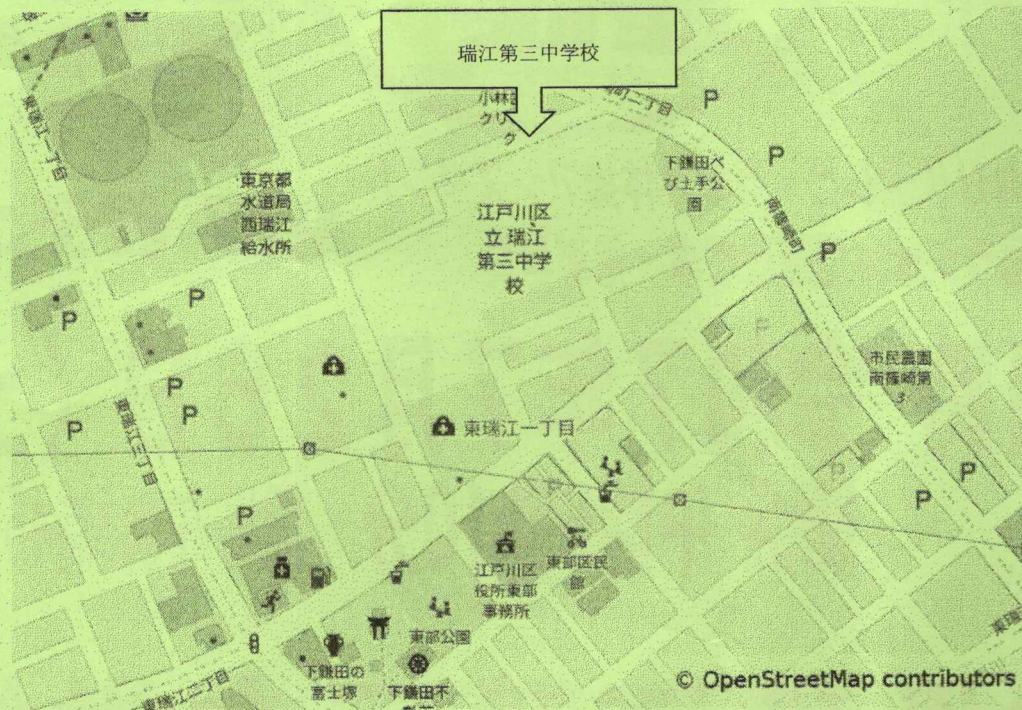 瑞江第三中学校
小林
クリ
ク
町二丁目
東瑞江一丁目
東京都
水道局
西瑞江
給水所
江戸川区
立 瑞江
第三中学
校
下鎌田べ
び土手公
園
南篠崎町
市民農園
南篠崎第
3
東瑞江一丁目
東瑞江三丁目
江戸川区
役所東部
事務所
東部区民
館
東部公園
下鎌田の
富士塚
下鎌田不
東瑞江二丁目
東瑞
© OpenStreetMap contributors
P
P
P
P
P
P
P
P
P
P
P
P
P
P